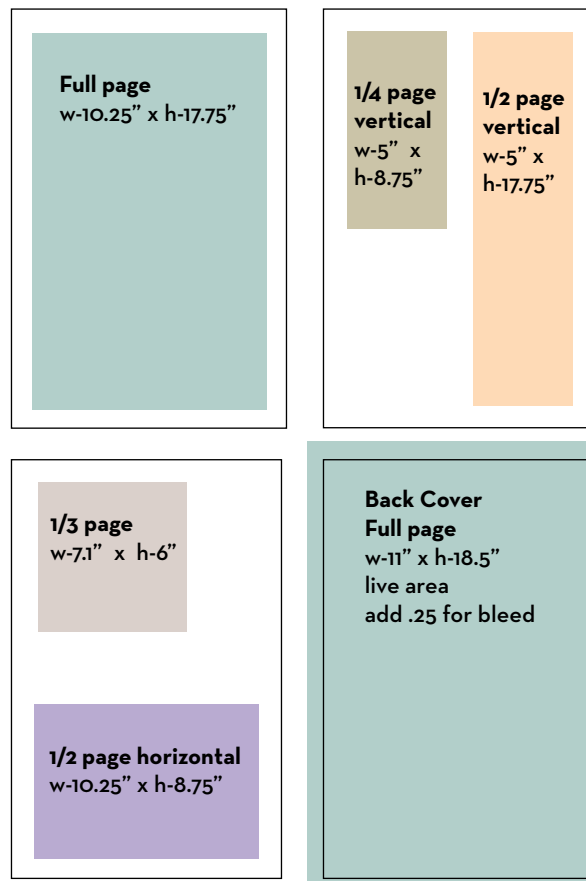 Full page
w-10.25” x h-17.75”
1/4 page
vertical
w-5” x
h-8.75”
1/2 page
vertical
w-5” x
h-17.75”
1/3 page
w-7.1” x h-6”
1/2 page horizontal
w-10.25” x h-8.75”
Back Cover
Full page
w-11” x h-18.5”
live area
add .25 for bleed